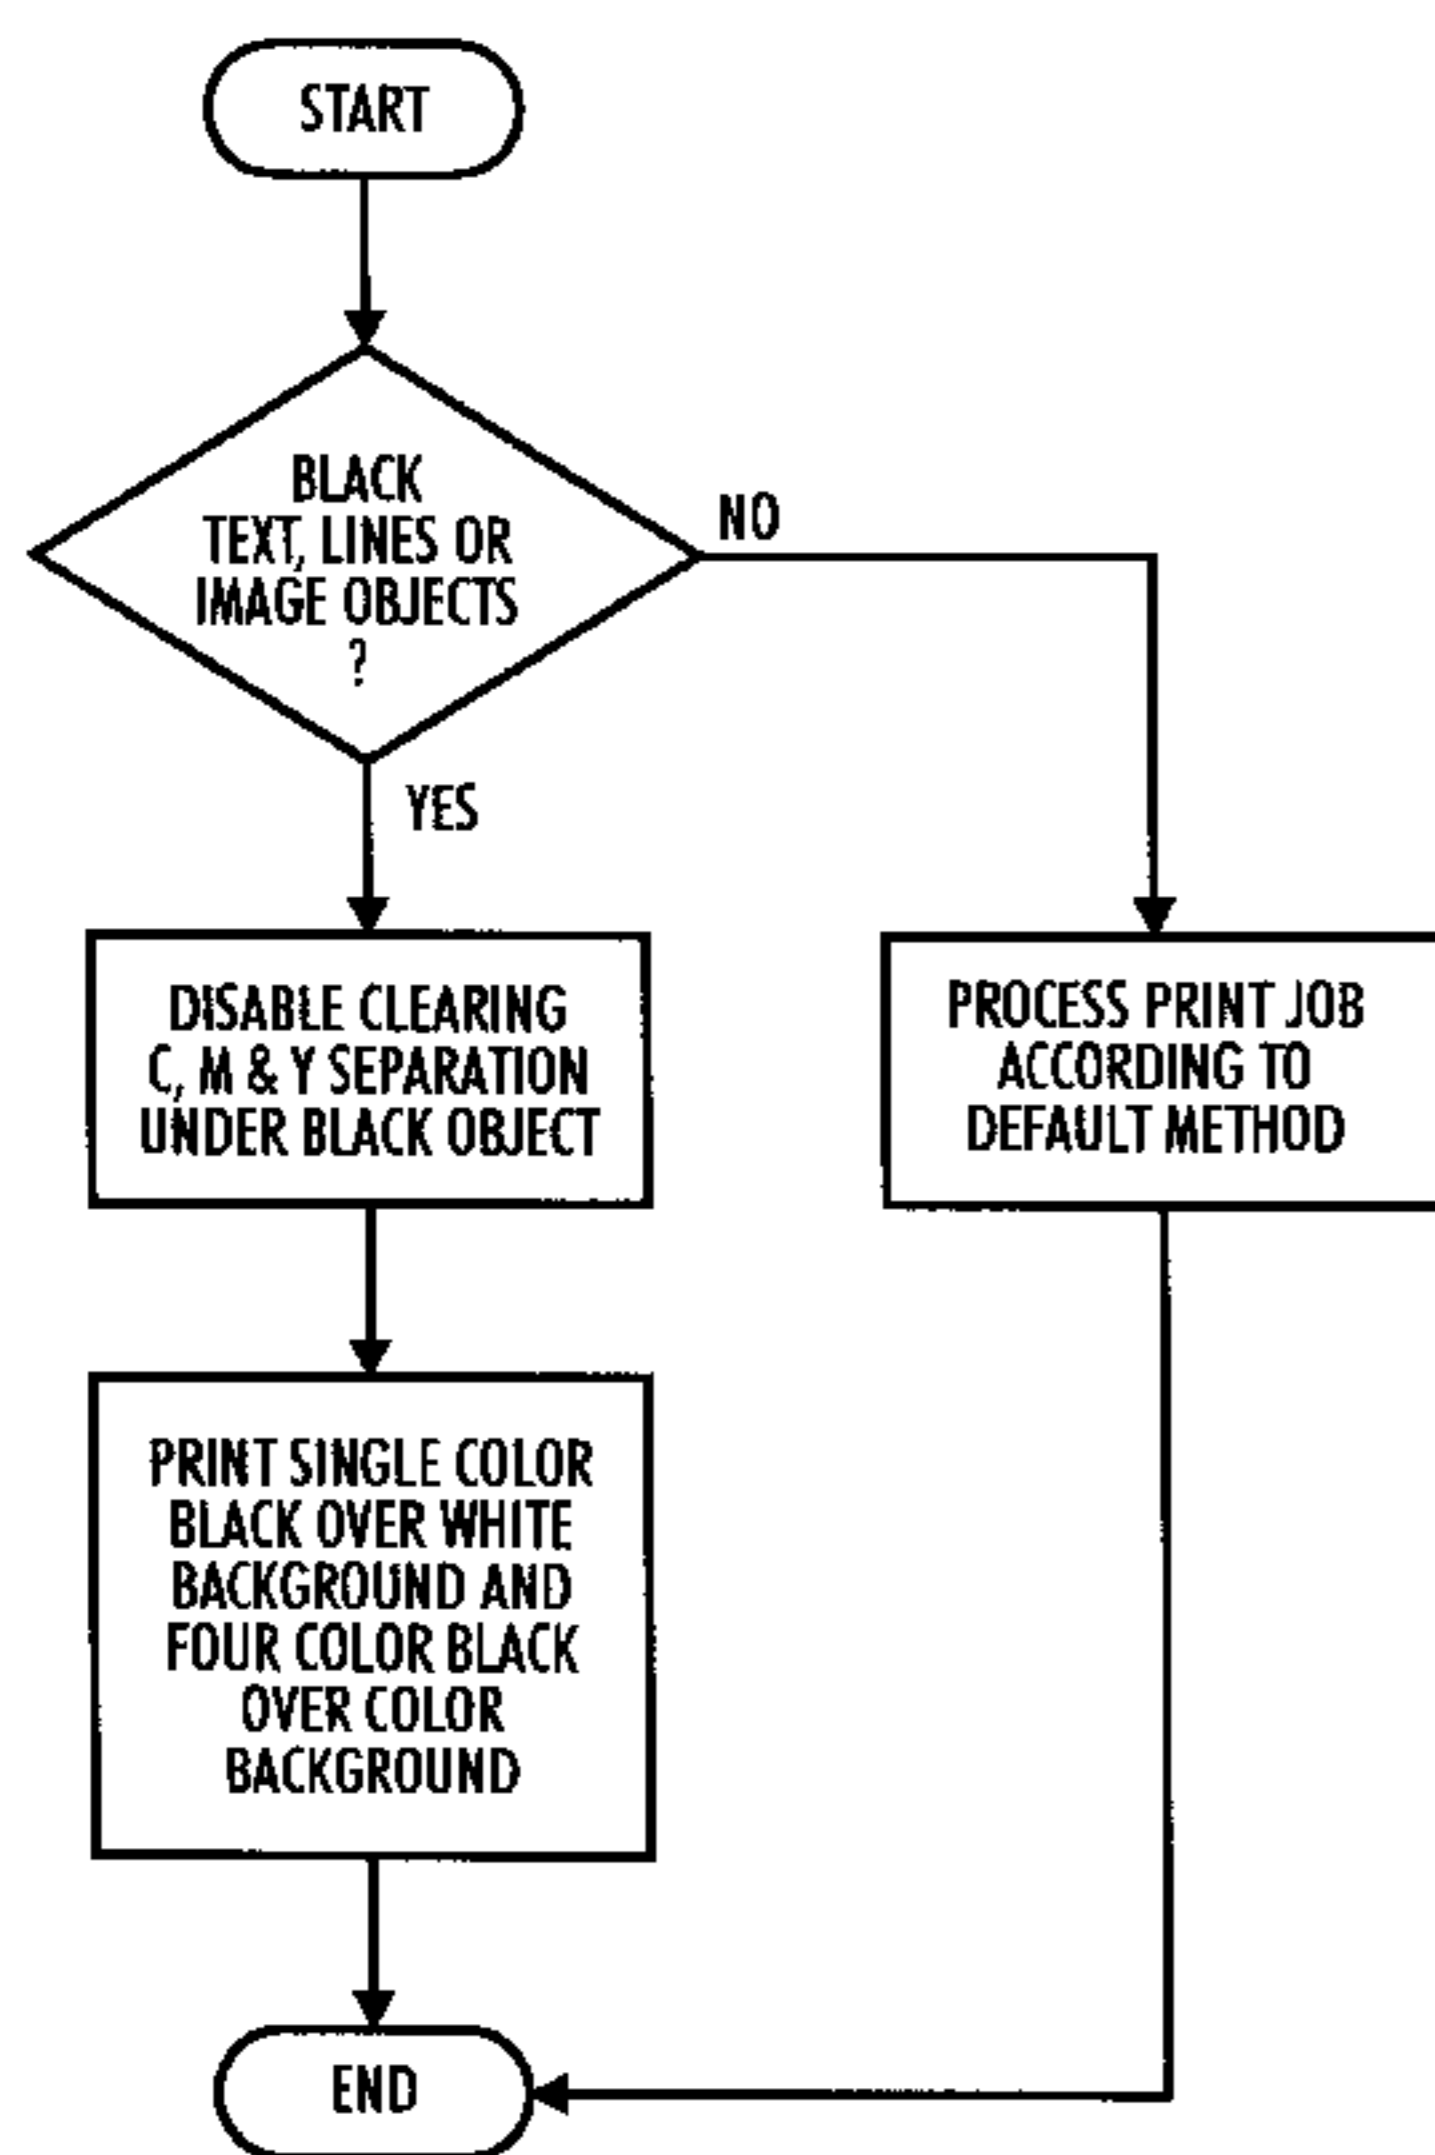 START
BLACK
TEXT, LINES OR
IMAGE OBJECTS
?
NO
YES
DISABLE CLEARING
C, M & Y SEPARATION
UNDER BLACK OBJECT
PROCESS PRINT JOB
ACCORDING TO
DEFAULT METHOD
PRINT SINGLE COLOR
BLACK OVER WHITE
BACKGROUND AND
FOUR COLOR BLACK
OVER COLOR
BACKGROUND
END